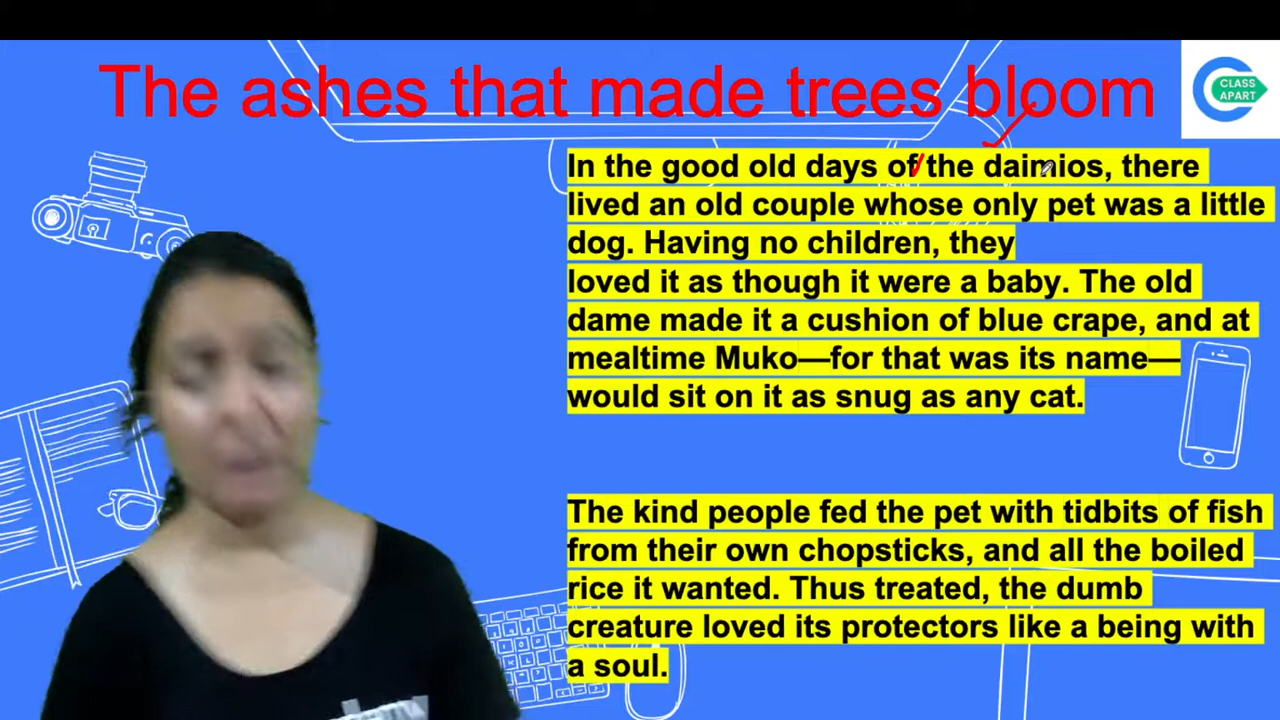 The ashes that made trees bloom
CLASS
APART
In the good old days of the daimios, there
lived an old couple whose only pet was a little
dog. Having no children, they
loved it as though it were a baby. The old
dame made it a cushion of blue crape, and at
mealtime Muko—for that was its name—
would sit on it as snug as any cat.
The kind people fed the pet with tidbits of fish
from their own chopsticks, and all the boiled
rice it wanted. Thus treated, the dumb
creature loved its protectors like a being with
a soul.